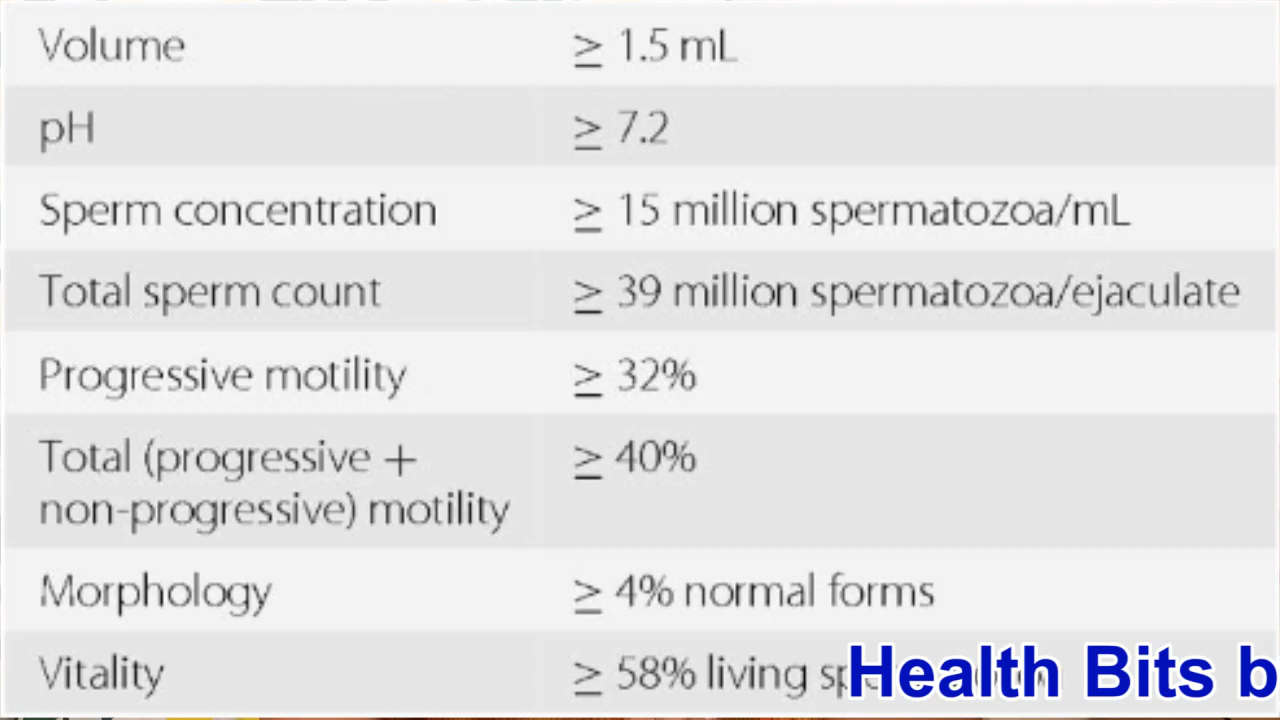 Volume ≥ 1.5 mL
pH ≥ 7.2
Sperm concentration ≥ 15 million spermatozoa/mL
Total sperm count ≥ 39 million spermatozoa/ejaculate
Progressive motility ≥ 32%
Total (progressive + ≥ 40%
non-progressive) motility
Morphology ≥ 4% normal forms
Vitality ≥ 58% living
Health Bits b